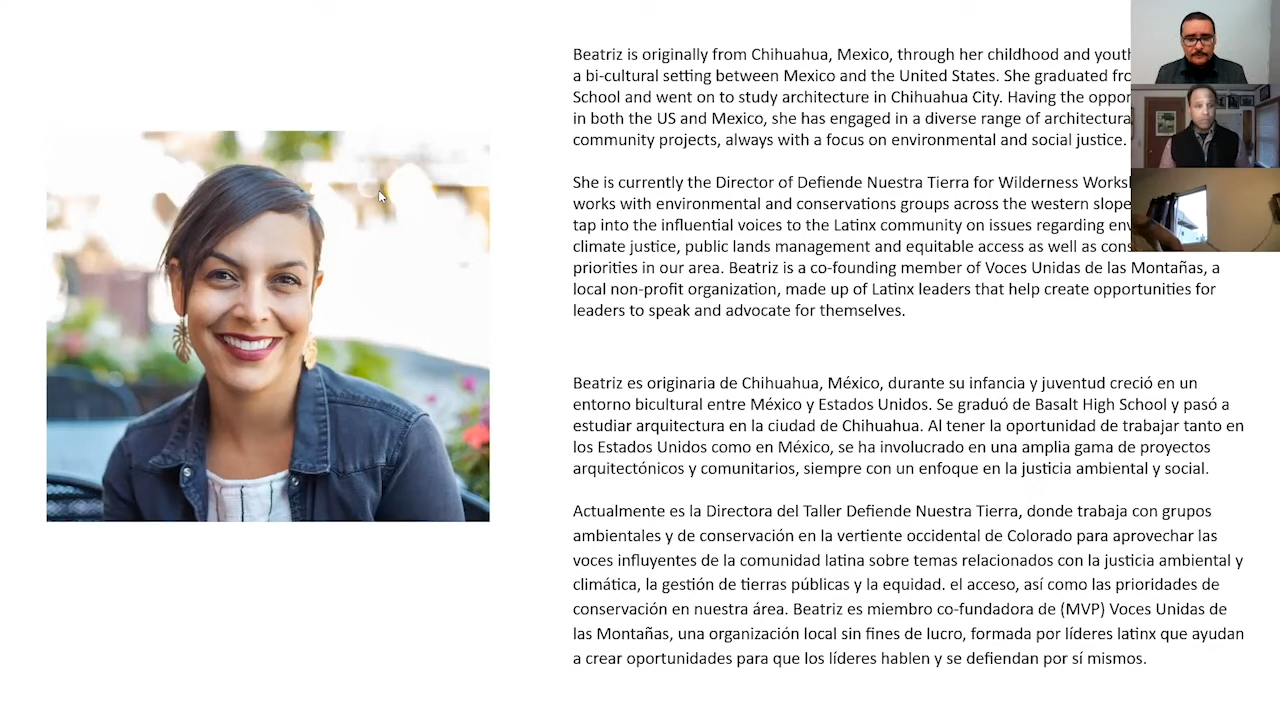 Beatriz is originally from Chihuahua, Mexico, through her childhood and youth
a bi-cultural setting between Mexico and the United States. She graduated
School and went on to study architecture in Chihuahua City. Having the
in both the US and Mexico, she has engaged in a diverse range of
community projects, always with a focus on environmental and social justice.
She is currently the Director of Defiende Nuestra Tierra for Wilderness
works with environmental and conservations groups across the western slope
tap into the influential voices to the Latinx community on issues regarding
climate justice, public lands management and equitable access as well as
priorities in our area. Beatriz is a co-founding member of Voces Unidas de las Montañas, a
local non-profit organization, made up of Latinx leaders that help create opportunities for
leaders to speak and advocate for themselves.
Beatriz es originaria de Chihuahua, México, durante su infancia y juventud creció en un
entorno bicultural entre México y Estados Unidos. Se graduó de Basalt High School y pasó a
estudiar arquitectura en la ciudad de Chihuahua. Al tener la oportunidad de trabajar tanto en
los Estados Unidos como en México, se ha involucrado en una amplia gama de proyectos
arquitectónicos y comunitarios, siempre con un enfoque en la justicia ambiental y social.
Actualmente es la Directora del Taller Defiende Nuestra Tierra, donde trabaja con grupos
ambientales y de conservación en la vertiente occidental de Colorado para aprovechar las
voces influyentes de la comunidad latina sobre temas relacionados con la justicia ambiental y
climática, la gestión de tierras públicas y la equidad. el acceso, así como las prioridades de
conservación en nuestra área. Beatriz es miembro co-fundadora de (MVP) Voces Unidas de
las Montañas, una organización local sin fines de lucro, formada por líderes latinx que ayudan
a crear oportunidades para que los líderes hablen y se defiendan por sí mismos.